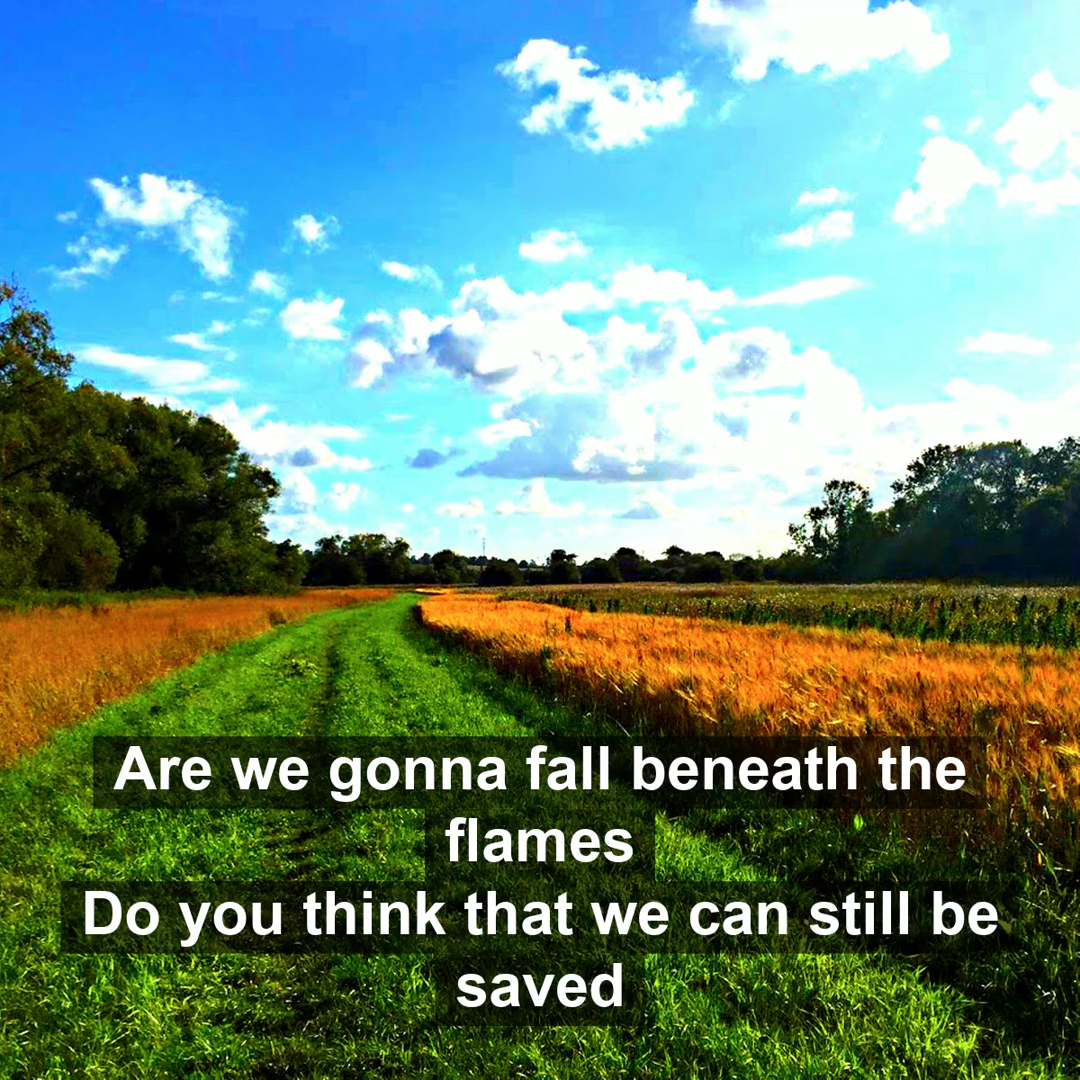 Are we gonna fall beneath the
flames
Do you think that we can still be
saved